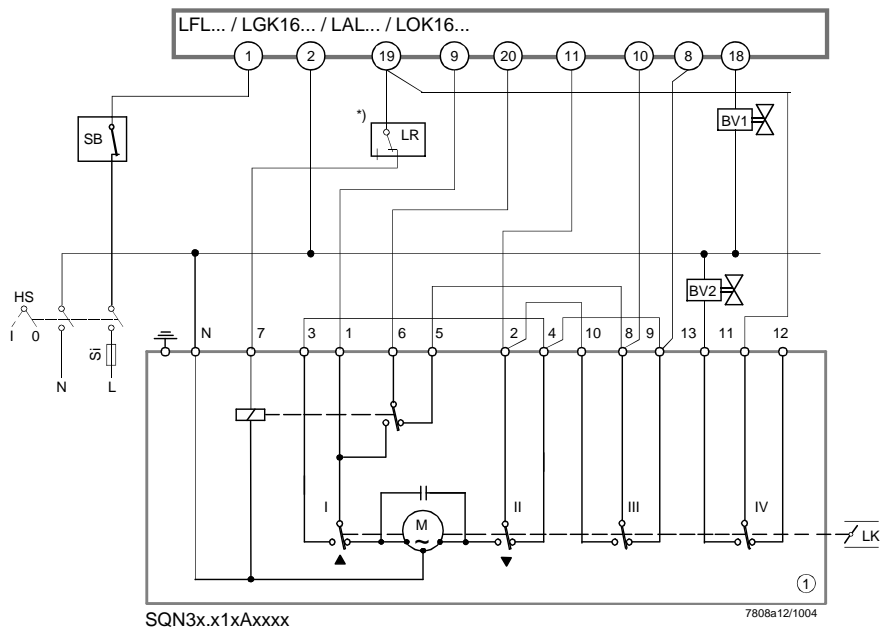 LFL... / LGK16... / LAL... / LOK16...
1 2 19 9 20 11 10 8 18
*)
LR
SB
BV1
BV2
HS
I 0
Si
N L
N 7 3 1 6 5 2 4 10 8 9 13 11 12
I II III IV
M
~
LK
1
SQN3x.x1xAxxxx
7808a12/1004